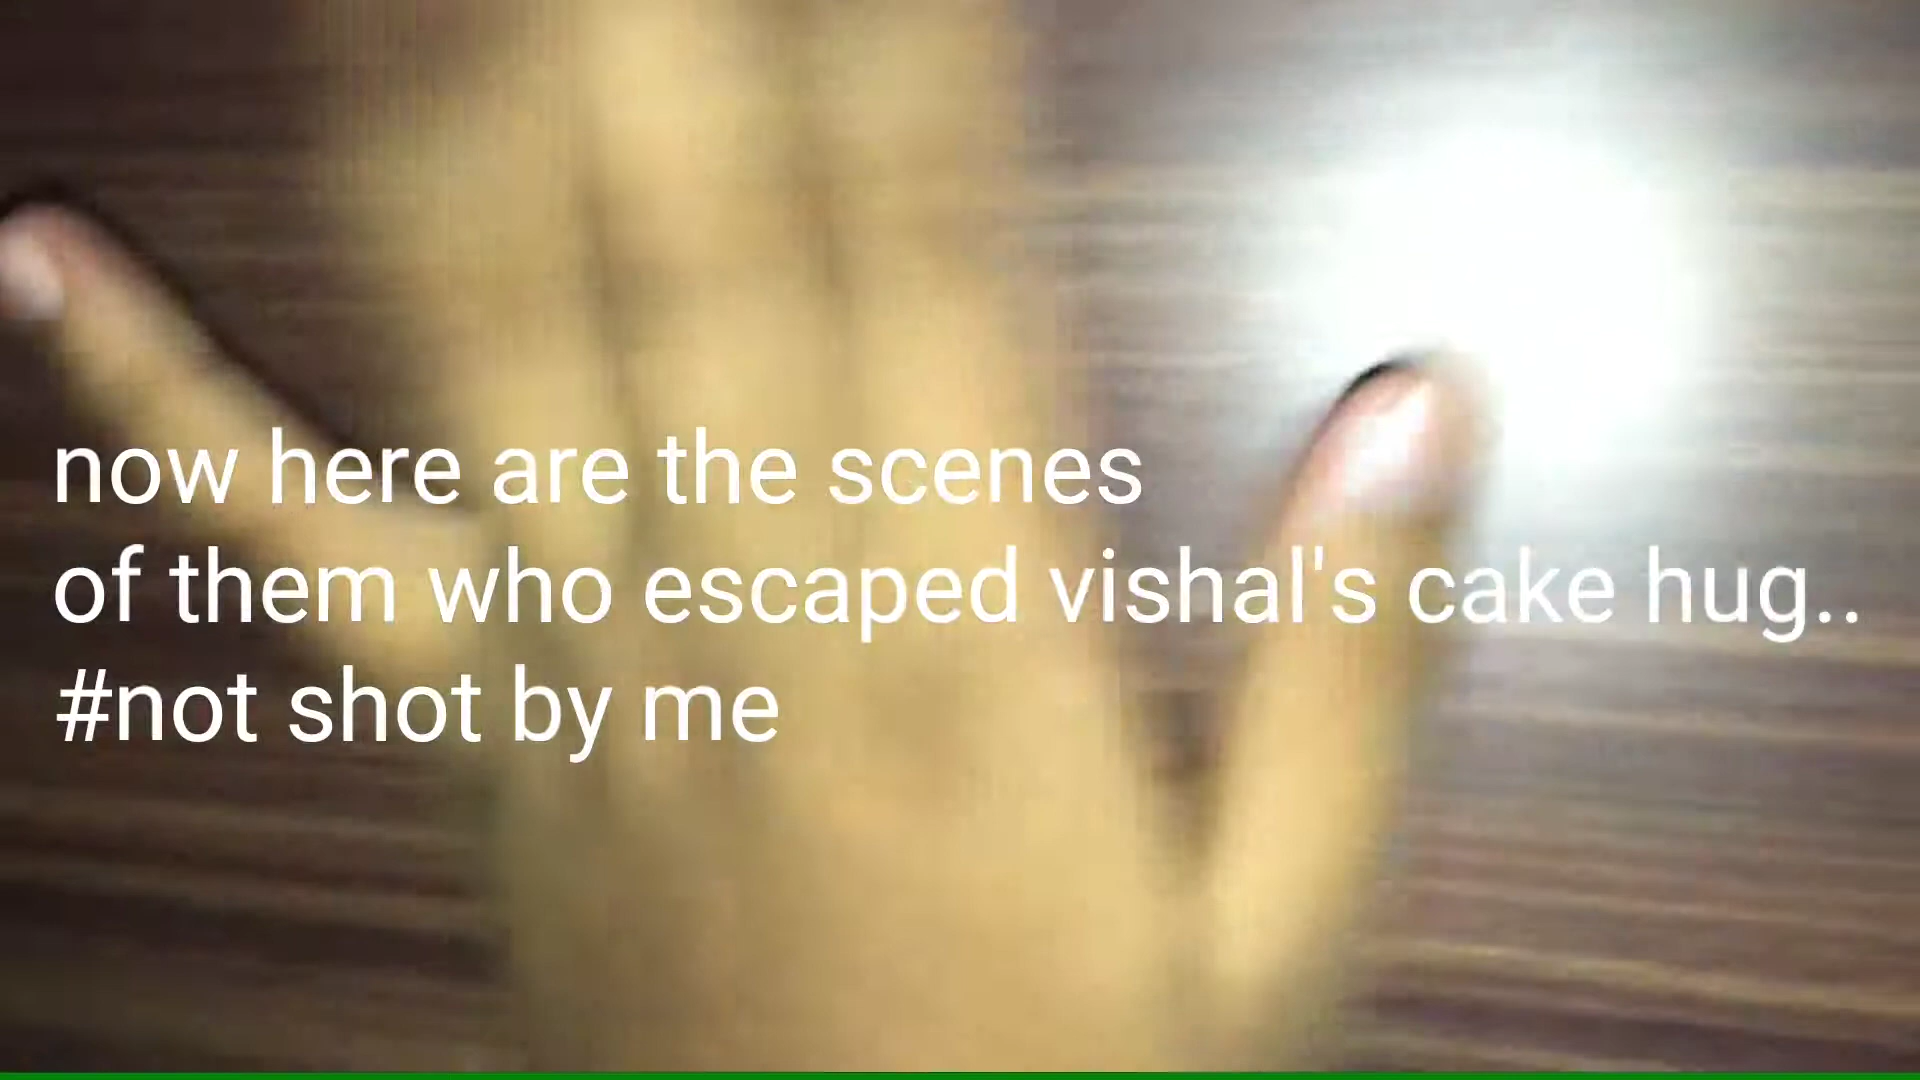 now here are the scenes
of them who escaped vishal's cake hug..
#not shot by me